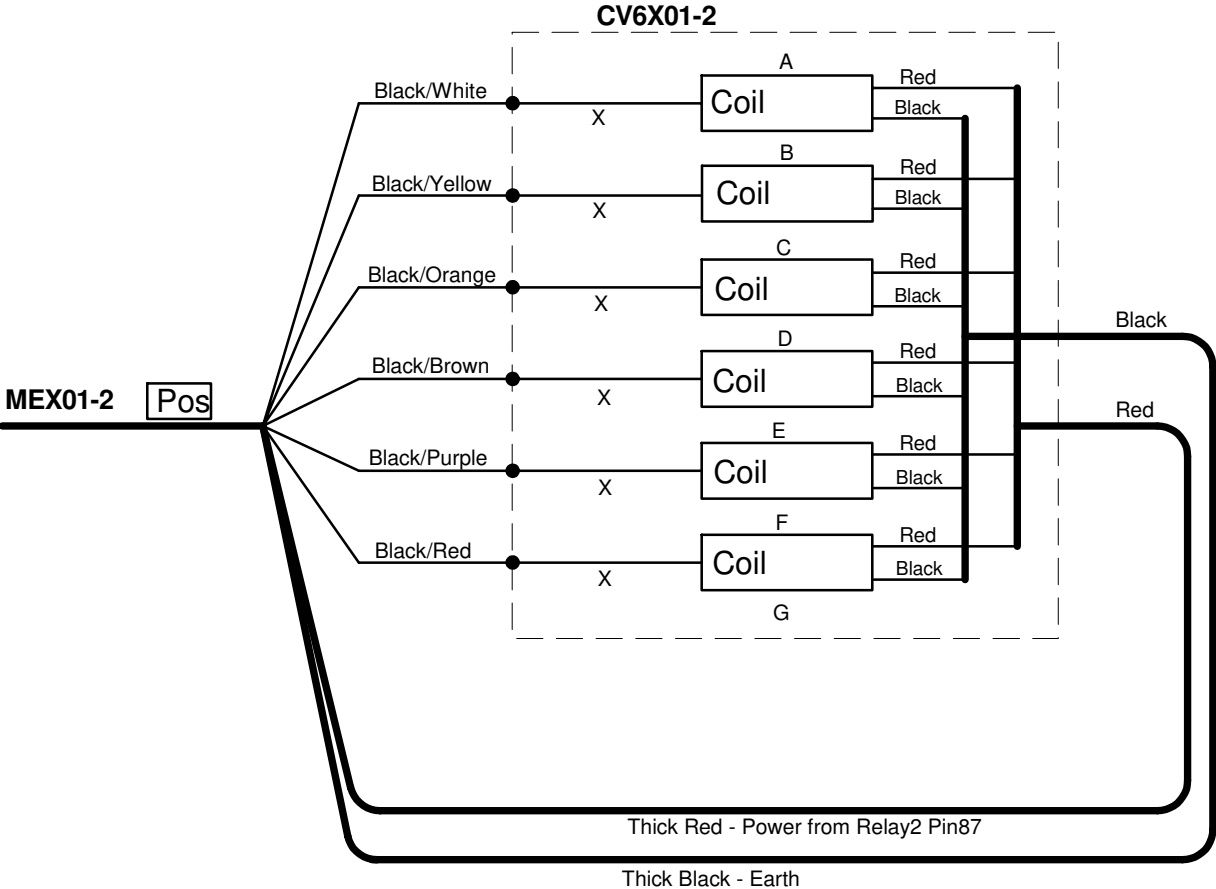 CV6X01-2
A
Black/White
X
Coil
Red
Black
B
Black/Yellow
X
Coil
Red
Black
C
Black/Orange
X
Coil
Red
Black
Black
D
Black/Brown
X
Coil
Red
Black
MEX01-2
Pos
Red
E
Black/Purple
X
Coil
Red
Black
F
Black/Red
X
Coil
Red
Black
G
Thick Red - Power from Relay2 Pin87
Thick Black - Earth